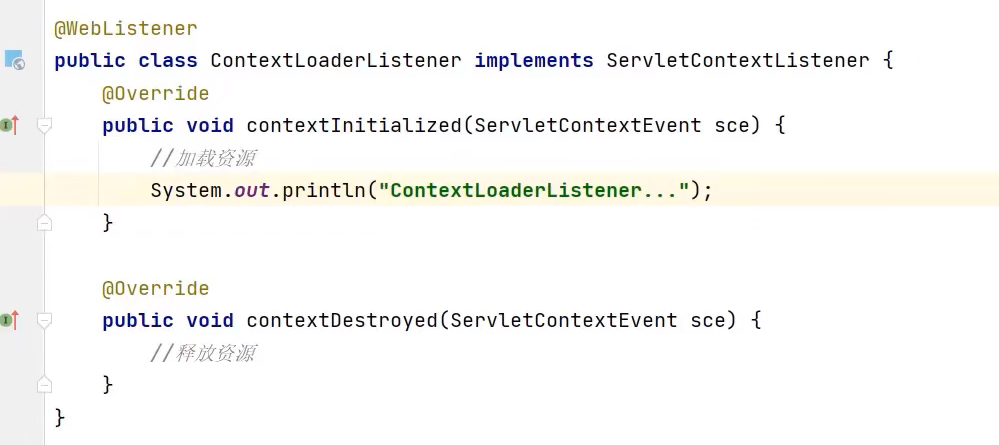 @WebListener
public class ContextLoaderListener implements ServletContextListener {
@Override
public void contextInitialized(ServletContextEvent sce) {
//加载资源
System.out.println("ContextLoaderListener...");
}
@Override
public void contextDestroyed(ServletContextEvent sce) {
//释放资源
}
}